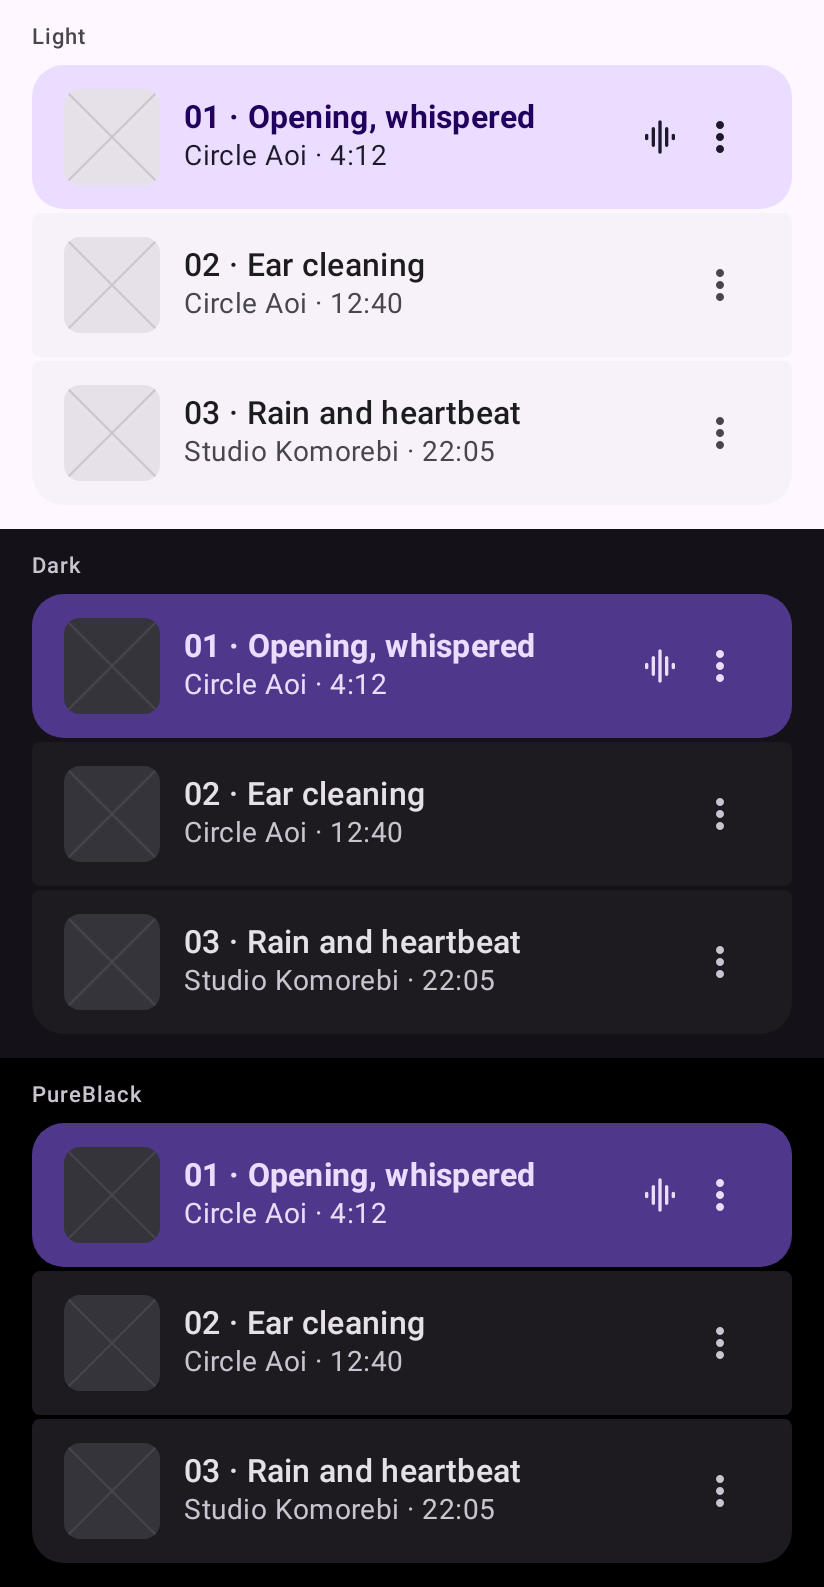 Light
01 · Opening, whispered
Circle Aoi · 4:12
02 · Ear cleaning
Circle Aoi · 12:40
03 · Rain and heartbeat
Studio Komorebi · 22:05
Dark
01 · Opening, whispered
Circle Aoi · 4:12
02 · Ear cleaning
Circle Aoi · 12:40
03 · Rain and heartbeat
Studio Komorebi · 22:05
PureBlack
01 · Opening, whispered
Circle Aoi · 4:12
02 · Ear cleaning
Circle Aoi · 12:40
03 · Rain and heartbeat
Studio Komorebi · 22:05